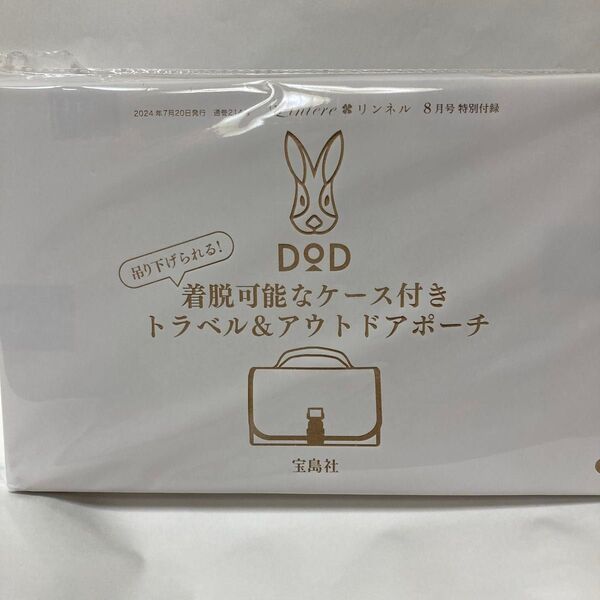 2024年7月20日発行 リンネル 8月号 特別付録
DOD
吊り下げられる!
着脱可能なケース付き
トラベル&アウトドアポーチ
宝島社